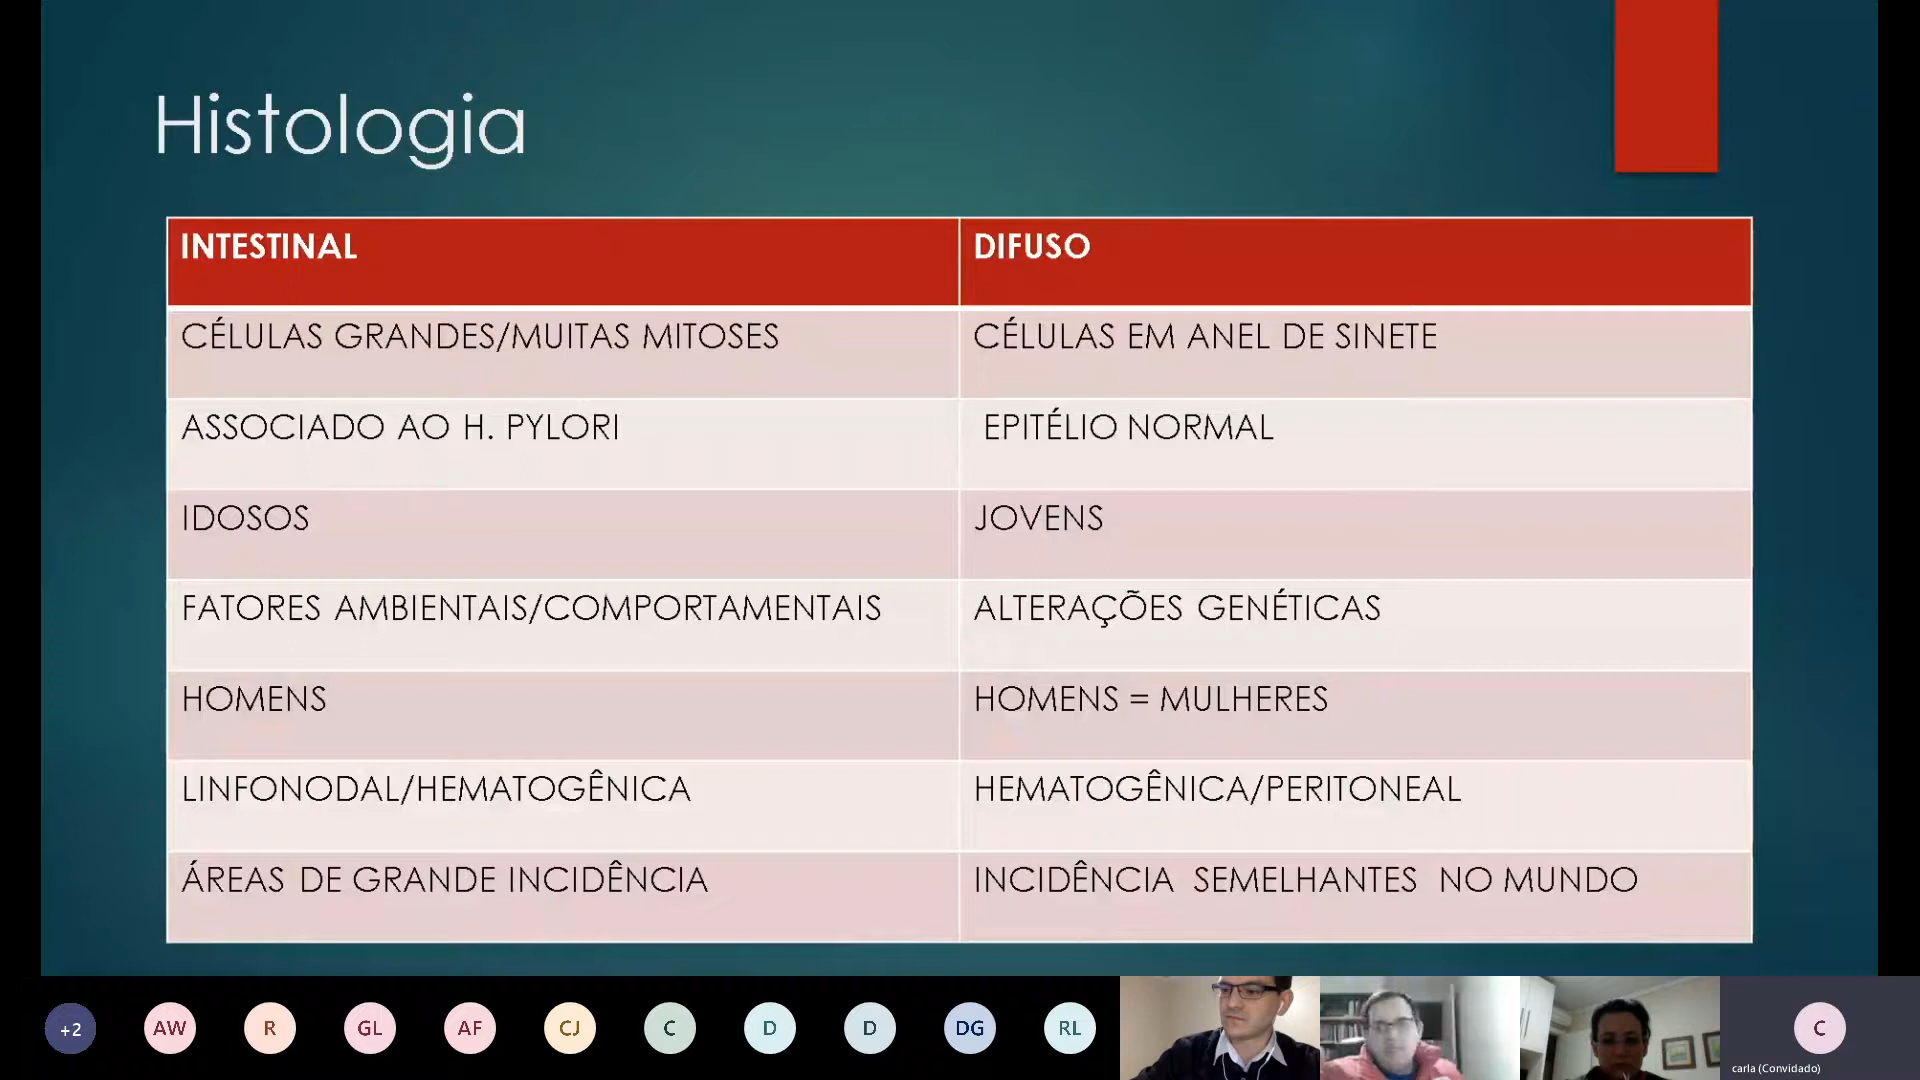 Histologia
INTESTINAL
DIFUSO
CÉLULAS GRANDES/MUITAS MITOSES
CÉLULAS EM ANEL DE SINETE
ASSOCIADO AO H. PYLORI
EPITÉLIO NORMAL
IDOSOS
JOVENS
FATORES AMBIENTAIS/COMPORTAMENTAIS
ALTERAÇÕES GENÉTICAS
HOMENS
HOMENS = MULHERES
LINFONODAL/HEMATOGÊNICA
HEMATOGÊNICA/PERITONEAL
ÁREAS DE GRANDE INCIDÊNCIA
INCIDÊNCIA SEMELHANTES NO MUNDO
+2
AW
R
GL
AF
CJ
C
D
D
DG
RL
C
carla (Convidado)